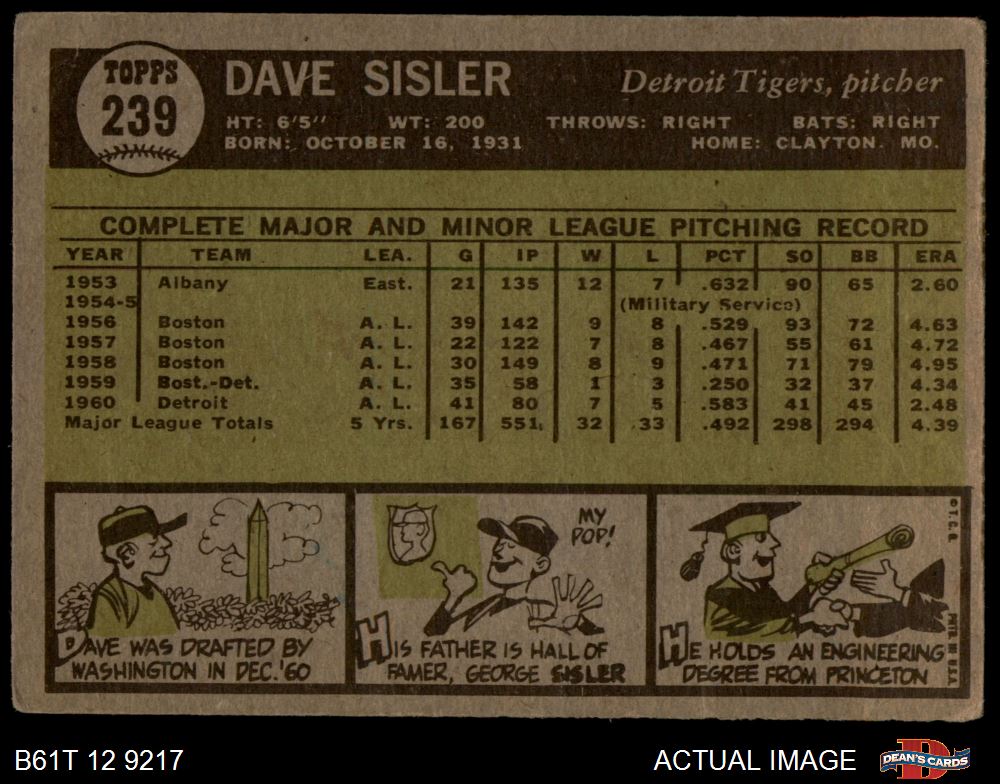 TOPPS
239
DAVE SISLER
Detroit Tigers, pitcher
HT: 6'5" WT: 200 THROWS: RIGHT BATS: RIGHT
BORN: OCTOBER 16, 1931 HOME: CLAYTON. MO.
COMPLETE MAJOR AND MINOR LEAGUE PITCHING RECORD
YEAR TEAM LEA. G IP W L PCT SO BB ERA
1953 Albany East. 21 135 12 7 .632 90 65 2.60
1954-5 (Military Service)
1956 Boston A. L. 39 142 9 8 .529 93 72 4.63
1957 Boston A. L. 22 122 7 8 .467 55 61 4.72
1958 Boston A. L. 30 149 8 9 .471 71 79 4.95
1959 Bost.-Det. A. L. 35 58 1 3 .250 32 37 4.34
1960 Detroit A. L. 41 80 7 5 .583 41 45 2.48
Major League Totals 5 Yrs. 167 551 32 33 .492 298 294 4.39
MY
POP!
DAVE WAS DRAFTED BY
WASHINGTON IN DEC. '60
HIS FATHER IS HALL OF
FAMER, GEORGE SISLER
HE HOLDS AN ENGINEERING
DEGREE FROM PRINCETON
© T. C. G.
PRTD. IN U.S.A.
B61T 12 9217
ACTUAL IMAGE
D
DEAN'S CARDS